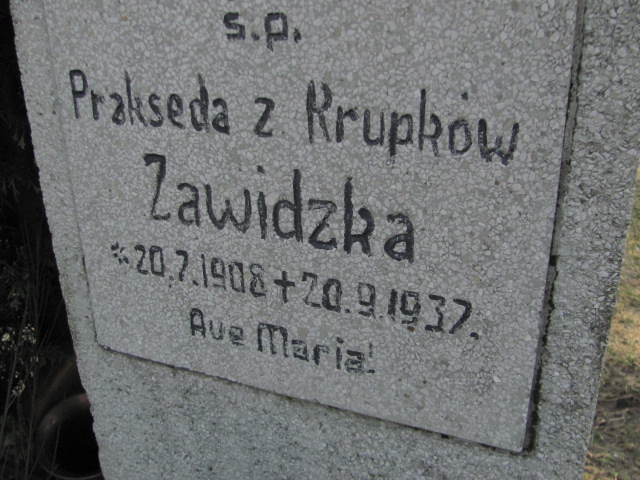 s.p.
Prakseda z Krupków
Zawidzka
* 20.7.1908 + 20.9.1937.
Ave Maria!